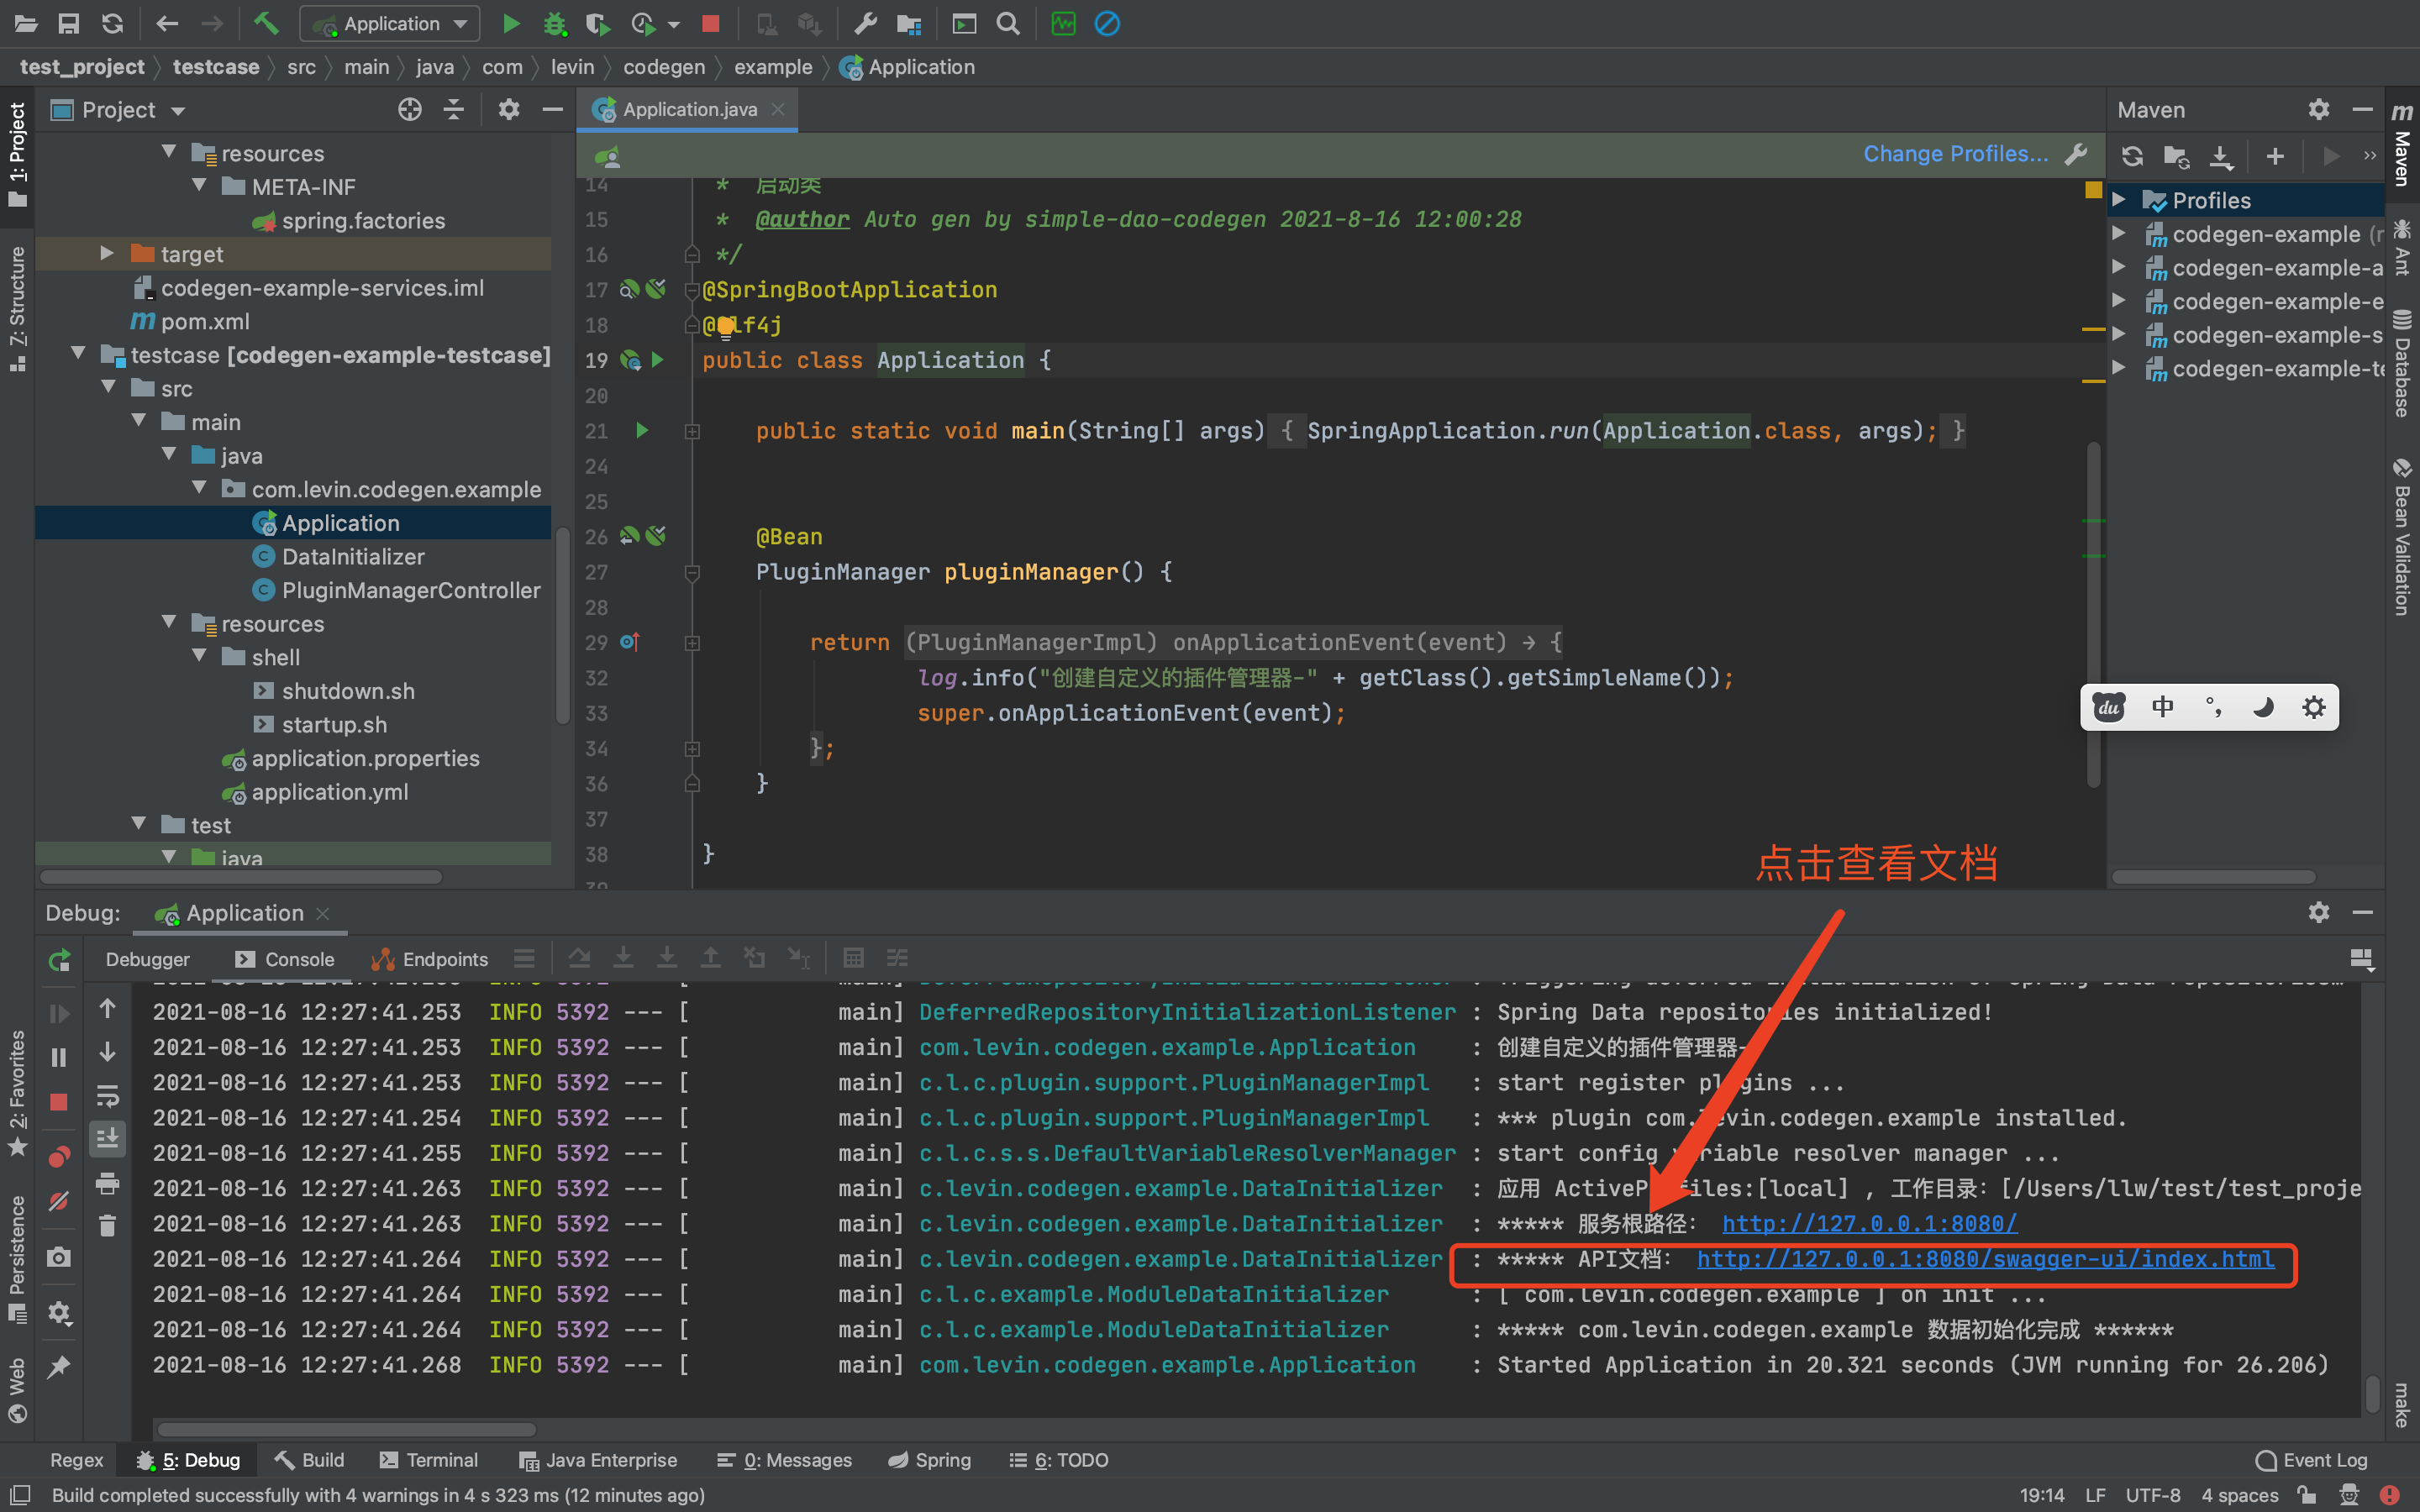 Application
test_project
testcase
src
main
java
com
levin
codegen
example
Application
1: Project
7: Structure
2: Favorites
Persistence
Web
Project
resources
META-INF
spring.factories
target
codegen-example-services.iml
pom.xml
testcase [codegen-example-testcase]
src
main
java
com.levin.codegen.example
Application
DataInitializer
PluginManagerController
resources
shell
shutdown.sh
startup.sh
application.properties
application.yml
test
java
Application.java
Change Profiles...
14 * 启动类
15 * @author Auto gen by simple-dao-codegen 2021-8-16 12:00:28
16 */
17 @SpringBootApplication
18 @Slf4j
19 public class Application {
20
21 public static void main(String[] args) { SpringApplication.run(Application.class, args); }
24
25
26 @Bean
27 PluginManager pluginManager() {
28
29 return (PluginManagerImpl) onApplicationEvent(event) → {
32 log.info("创建自定义的插件管理器-" + getClass().getSimpleName());
33 super.onApplicationEvent(event);
34 };
36 }
37
38 }
点击查看文档
Maven
Profiles
codegen-example
codegen-example-a
codegen-example-e
codegen-example-s
codegen-example-te
m
Maven
Ant
Database
Bean Validation
make
du 中 °,
Debug: Application
Debugger Console Endpoints
2021-08-16 12:27:41.253 INFO 5392 --- [ main] DeferredRepositoryInitializationListener : Spring Data repositories initialized!
2021-08-16 12:27:41.253 INFO 5392 --- [ main] com.levin.codegen.example.Application : 创建自定义的插件管理器-
2021-08-16 12:27:41.253 INFO 5392 --- [ main] c.l.c.plugin.support.PluginManagerImpl : start register plugins ...
2021-08-16 12:27:41.254 INFO 5392 --- [ main] c.l.c.plugin.support.PluginManagerImpl : *** plugin com.levin.codegen.example installed.
2021-08-16 12:27:41.255 INFO 5392 --- [ main] c.l.c.s.s.DefaultVariableResolverManager : start config variable resolver manager ...
2021-08-16 12:27:41.263 INFO 5392 --- [ main] c.levin.codegen.example.DataInitializer : 应用 ActiveProfiles:[local] , 工作目录: [/Users/llw/test/test_proje
2021-08-16 12:27:41.263 INFO 5392 --- [ main] c.levin.codegen.example.DataInitializer : ***** 服务根路径: http://127.0.0.1:8080/
2021-08-16 12:27:41.264 INFO 5392 --- [ main] c.levin.codegen.example.DataInitializer : ***** API文档: http://127.0.0.1:8080/swagger-ui/index.html
2021-08-16 12:27:41.264 INFO 5392 --- [ main] c.l.c.example.ModuleDataInitializer : [ com.levin.codegen.example ] on init ...
2021-08-16 12:27:41.264 INFO 5392 --- [ main] c.l.c.example.ModuleDataInitializer : ***** com.levin.codegen.example 数据初始化完成 ******
2021-08-16 12:27:41.268 INFO 5392 --- [ main] com.levin.codegen.example.Application : Started Application in 20.321 seconds (JVM running for 26.206)
Regex 5: Debug Build Terminal Java Enterprise 0: Messages Spring 6: TODO Event Log
Build completed successfully with 4 warnings in 4 s 323 ms (12 minutes ago) 19:14 LF UTF-8 4 spaces